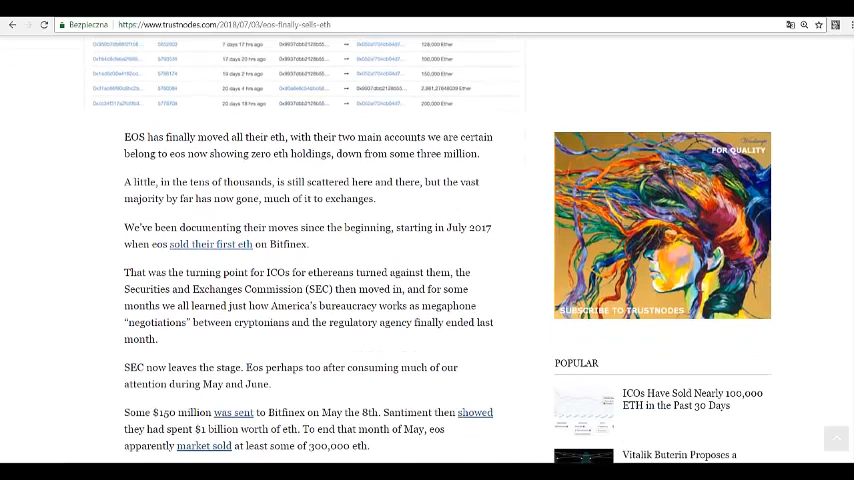 Bezpieczna
https://www.trustnodes.com/2018/07/03/eos-finally-sells-eth
7 days 17 hrs ago 128,000 Ether
17 days 20 hrs ago 100,000 Ether
19 days 2 hrs ago 150,000 Ether
20 days 4 hrs ago
20 days 18 hrs ago 200,000 Ether
EOS has finally moved all their eth, with their two main accounts we are certain
belong to eos now showing zero eth holdings, down from some three million.
A little, in the tens of thousands, is still scattered here and there, but the vast
majority by far has now gone, much of it to exchanges.
We've been documenting their moves since the beginning, starting in July 2017
when eos sold their first eth on Bitfinex.
That was the turning point for ICOs for ethereans turned against them, the
Securities and Exchanges Commission (SEC) then moved in, and for some
months we all learned just how America's bureaucracy works as megaphone
“negotiations” between cryptonians and the regulatory agency finally ended last
month.
SEC now leaves the stage. Eos perhaps too after consuming much of our
attention during May and June.
Some $150 million was sent to Bitfinex on May the 8th. Santiment then showed
they had spent $1 billion worth of eth. To end that month of May, eos
apparently market sold at least some of 300,000 eth.
FOR QUALITY
SUBSCRIBE TO TRUSTNODES
POPULAR
ICOs Have Sold Nearly 100,000
ETH in the Past 30 Days
Vitalik Buterin Proposes a